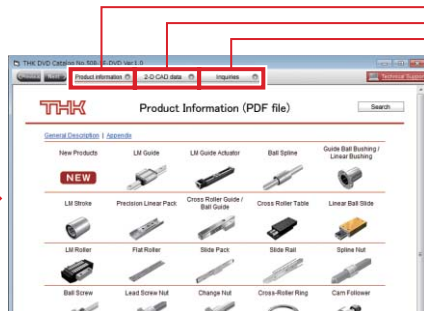 THK DVD Catalog No.508-16-DVD Ver.1.0
Previous Next Product information 2-D CAD data Inquiries Technical Support
THK Product Information (PDF file) Search
General Description | Appendix
New Products LM Guide LM Guide Actuator Ball Spline Guide Ball Bushing /
Linear Bushing
NEW
LM Stroke Precision Linear Pack Cross Roller Guide /
Ball Guide Cross Roller Table Linear Ball Slide
LM Roller Flat Roller Slide Pack Slide Rail Spline Nut
Ball Screw Lead Screw Nut Change Nut Cross-Roller Ring Cam Follower